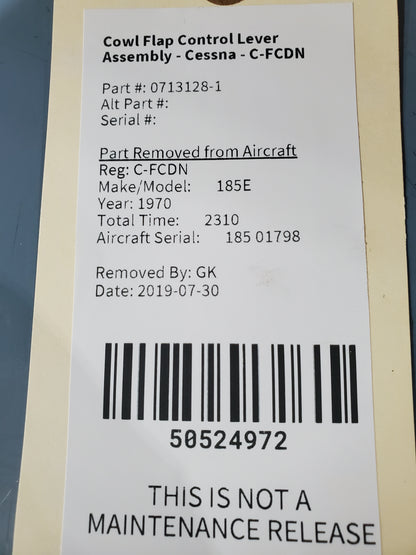 Cowl Flap Control Lever
Assembly - Cessna - C-FCDN
Part #: 0713128-1
Alt Part #:
Serial #:
Part Removed from Aircraft
Reg: C-FCDN
Make/Model: 185E
Year: 1970
Total Time: 2310
Aircraft Serial: 185 01798
Removed By: GK
Date: 2019-07-30
50524972
THIS IS NOT A
MAINTENANCE RELEASE